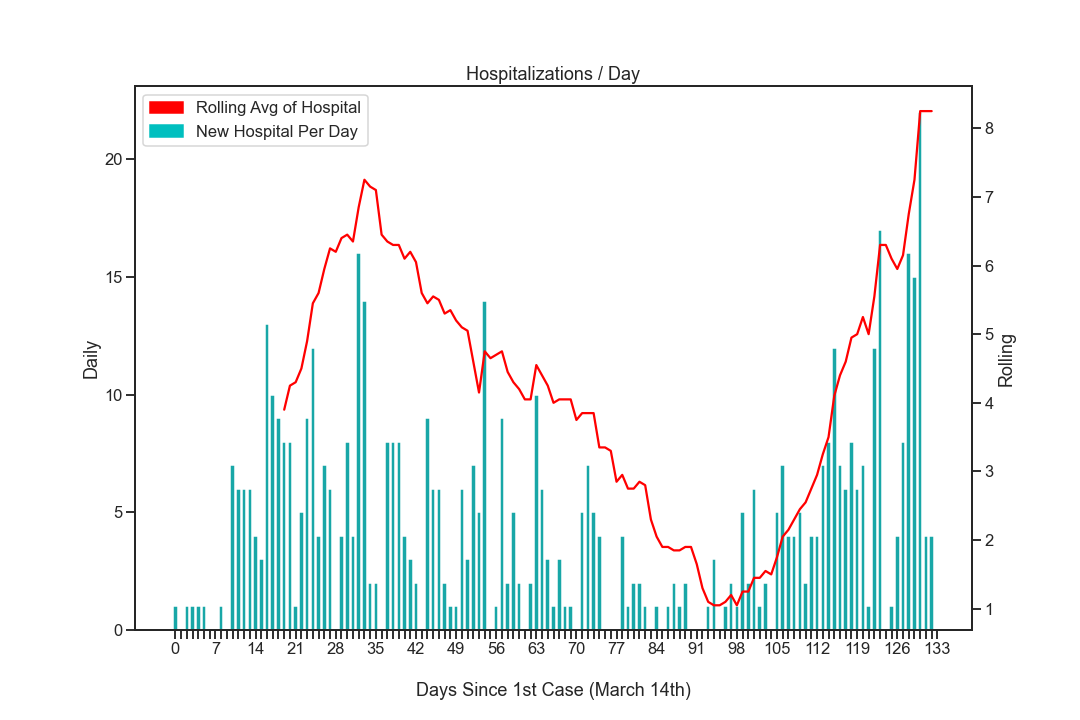 Hospitalizations / Day
Rolling Avg of Hospital
New Hospital Per Day
20
15
10
5
0
Daily
8
7
6
5
4
3
2
1
Rolling
0 7 14 21 28 35 42 49 56 63 70 77 84 91 98 105 112 119 126 133
Days Since 1st Case (March 14th)